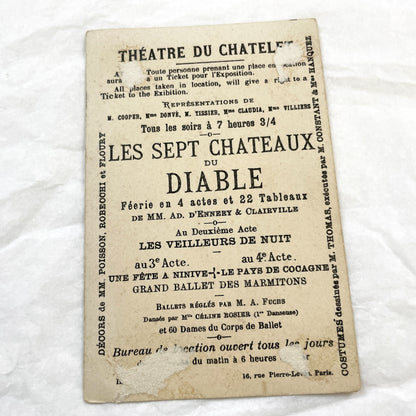 THÉATRE DU CHATELET
A Toute personne prenant une place en location
aura un Ticket pour l'Exposition.
All places taken in location, will give a right to a
Ticket to the Exibition.
REPRÉSENTATIONS DE
M. COOPER, Mme DONVÉ, M. TISSIER, Mme CLAUDIA, Mme VILLIERS
Tous les soirs à 7 heures 3/4
LES SEPT CHATEAUX
DU
DIABLE
Féerie en 4 actes et 22 Tableaux
DE MM. AD. D'ENNERY & CLAIRVILLE
Au Deuxième Acte
LES VEILLEURS DE NUIT
au 3e Acte. au 4e Acte.
UNE FÊTE A NINIVE LE PAYS DE COCAGNE
GRAND BALLET DES MARMITONS
BALLETS RÉGLÉS PAR M. A. FUCHS
Dansés par Mlle CÉLINE ROSIER (1re Danseuse)
et 60 Dames du Corps de Ballet
Bureau de location ouvert tous les jours
du matin à 6 heures
16, rue Pierre-Levée, Paris.
DÉCORS de MM. POISSON, ROBECCHI et FLOURY
COSTUMES dessinés par M. THOMAS, exécutés par M. CONSTANT & Mme HANQUEZ